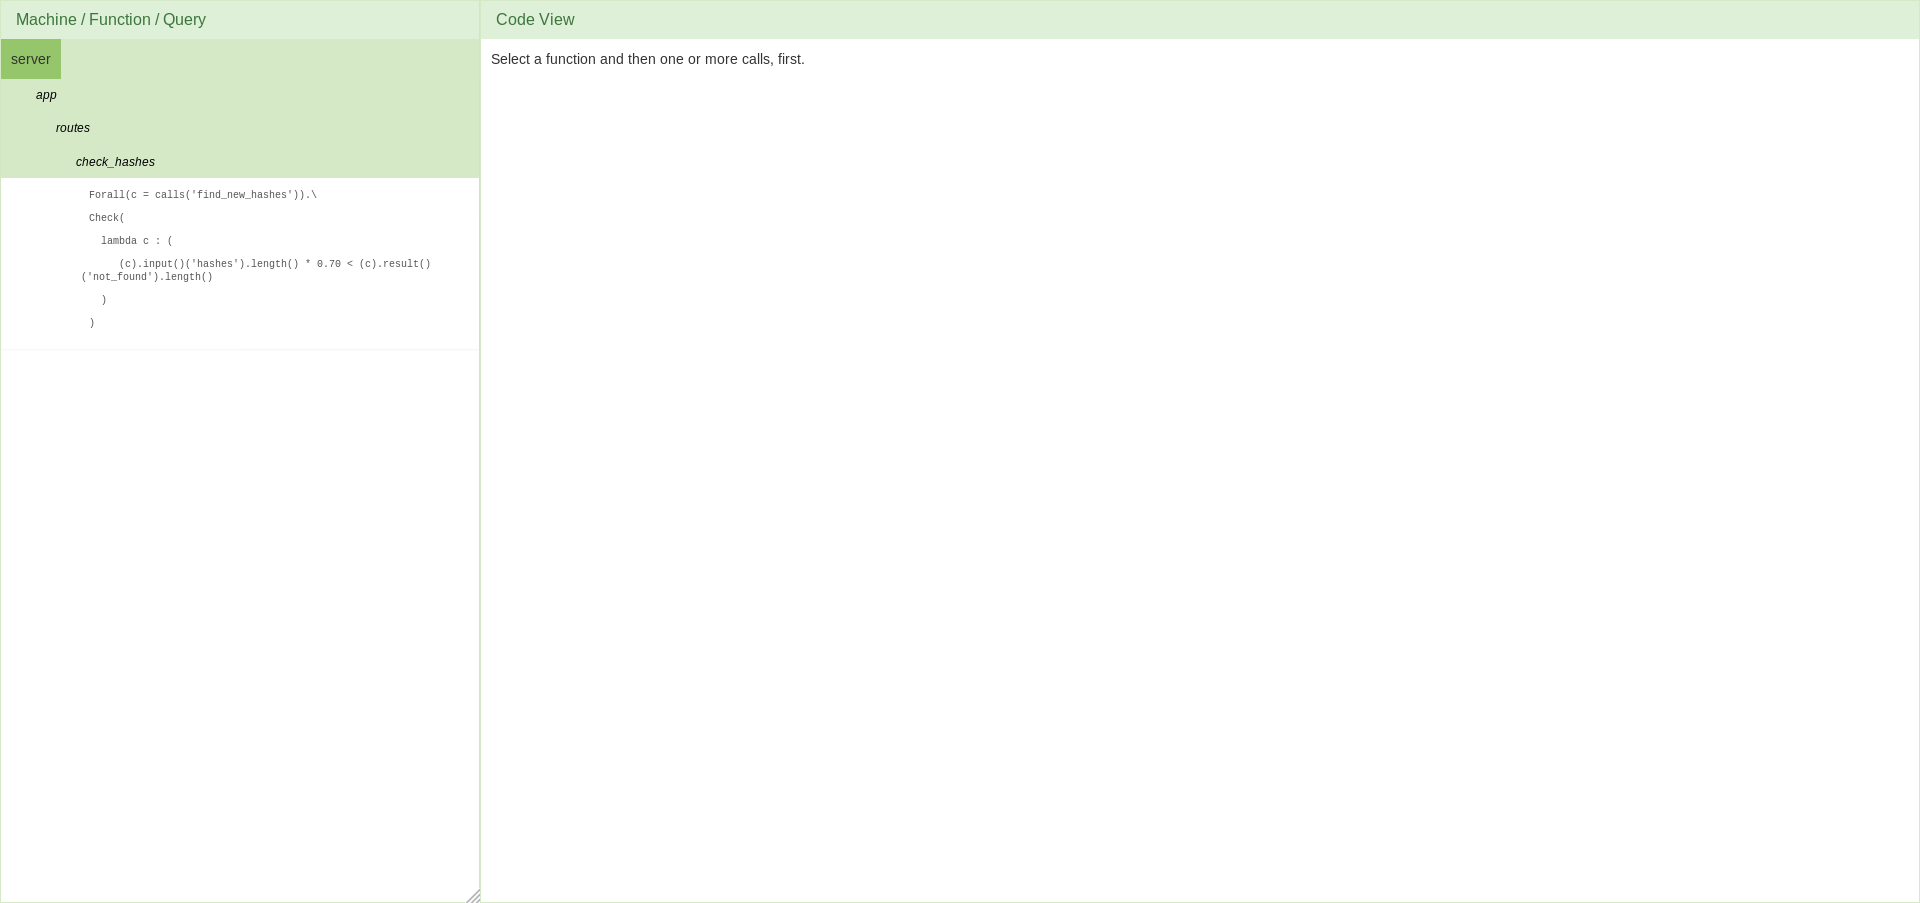 Machine / Function / Query
server
app
routes
check_hashes
Forall(c = calls('find_new_hashes')).\
Check(
lambda c : (
(c).input()('hashes').length() * 0.70 < (c).result()
('not_found').length()
)
)
Code View
Select a function and then one or more calls, first.